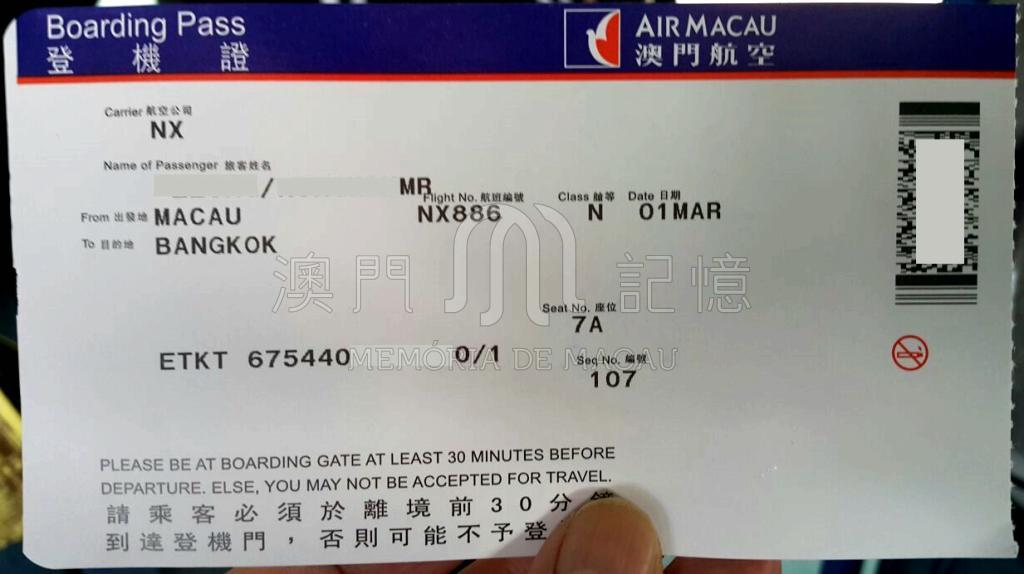 Boarding Pass
登機證
AIR MACAU
澳門航空
Carrier 航空公司
NX
Name of Passenger 旅客姓名
/ MR
From 出發地 MACAU
To 目的地 BANGKOK
Flight No. 航班編號
NX886
Class 艙等
N
Date 日期
01MAR
澳門記憶
MEMÓRIA DE MACAU
Seat No. 座位
7A
ETKT 675440 0/1
Seq No. 編號
107
PLEASE BE AT BOARDING GATE AT LEAST 30 MINUTES BEFORE
DEPARTURE. ELSE, YOU MAY NOT BE ACCEPTED FOR TRAVEL.
請乘客必須於離境前30分鐘
到達登機門，否則可能不予登